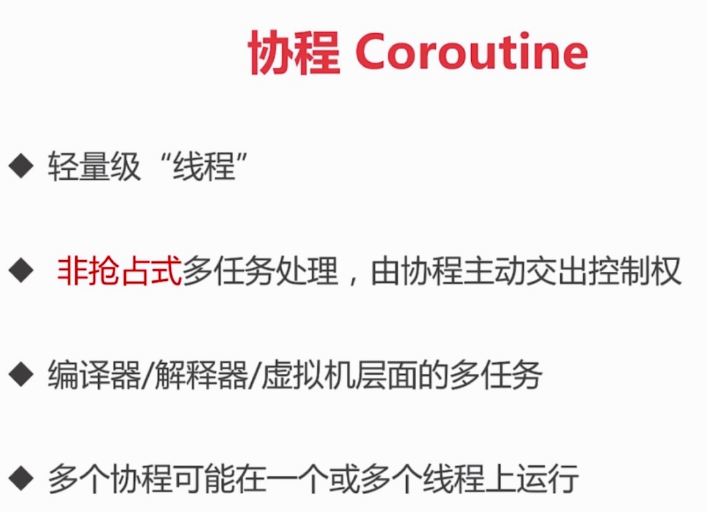 协程 Coroutine
◆ 轻量级“线程”
◆ 非抢占式多任务处理，由协程主动交出控制权
◆ 编译器/解释器/虚拟机层面的多任务
◆ 多个协程可能在一个或多个线程上运行